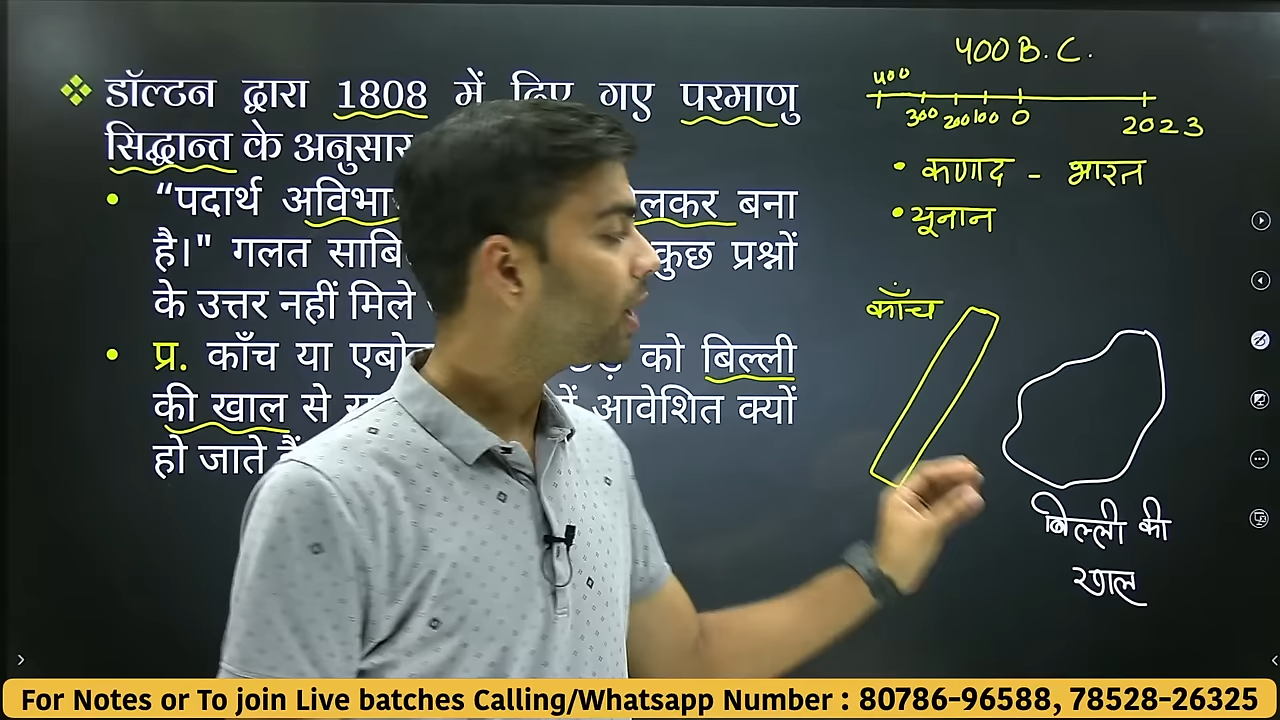 डॉल्टन द्वारा 1808 में दिए गए परमाणु
सिद्धान्त के अनुसार
"पदार्थ अविभा लकर बना
है।" गलत साबि कुछ प्रश्नों
के उत्तर नहीं मिले
प्र. काँच या एबो को बिल्ली
की खाल से आवेशित क्यों
हो जाते
400 B.C.
400 300 200 100 0 2023
• कणाद - भारत
• यूनान
काँच
बिल्ली की
खाल
For Notes or To join Live batches Calling/Whatsapp Number : 80786-96588, 78528-26325